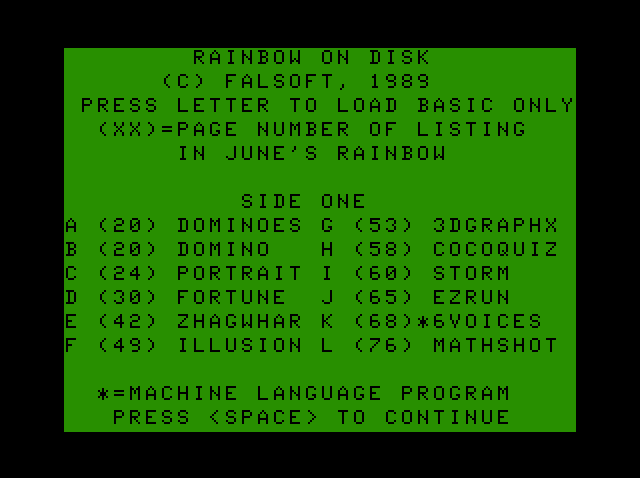 RAINBOW ON DISK
(C) FALSOFT, 1989
PRESS LETTER TO LOAD BASIC ONLY
(XX)=PAGE NUMBER OF LISTING
IN JUNE'S RAINBOW
SIDE ONE
A (20) DOMINOES G (53) 3DGRAPHX
B (20) DOMINO H (58) COCOQUIZ
C (24) PORTRAIT I (60) STORM
D (30) FORTUNE J (65) EZRUN
E (42) ZHAGWHAR K (68)*6VOICES
F (49) ILLUSION L (76) MATHSHOT
*=MACHINE LANGUAGE PROGRAM
PRESS <SPACE> TO CONTINUE